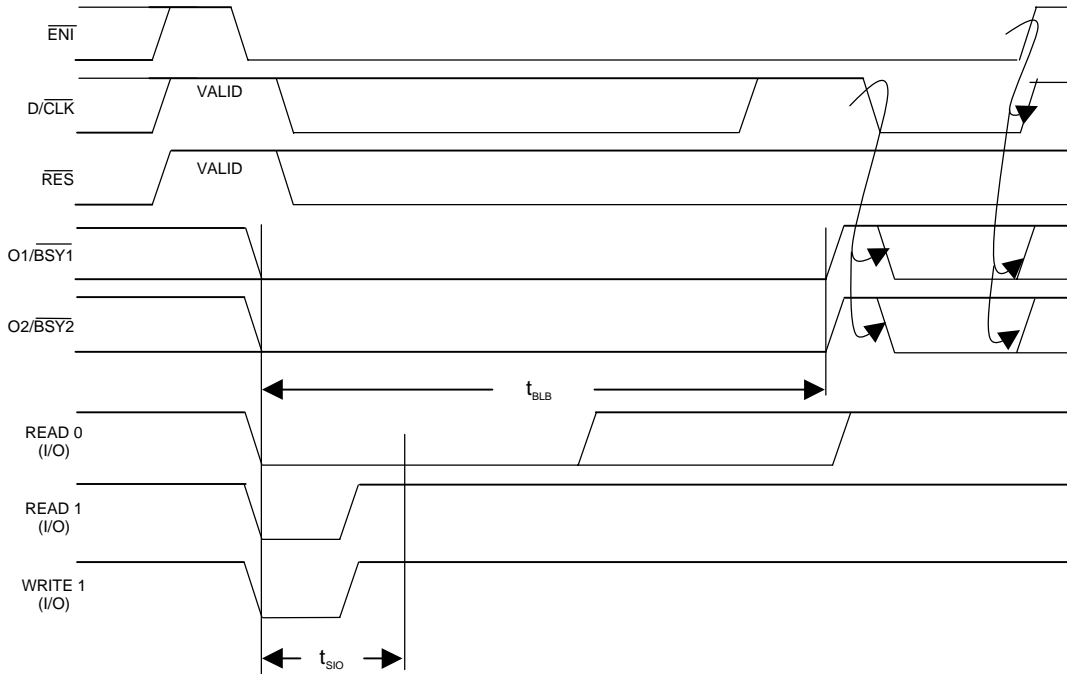 ENI
D/CLK
VALID
RES
VALID
O1/BSY1
O2/BSY2
tBLB
READ 0
(I/O)
READ 1
(I/O)
WRITE 1
(I/O)
tSIO